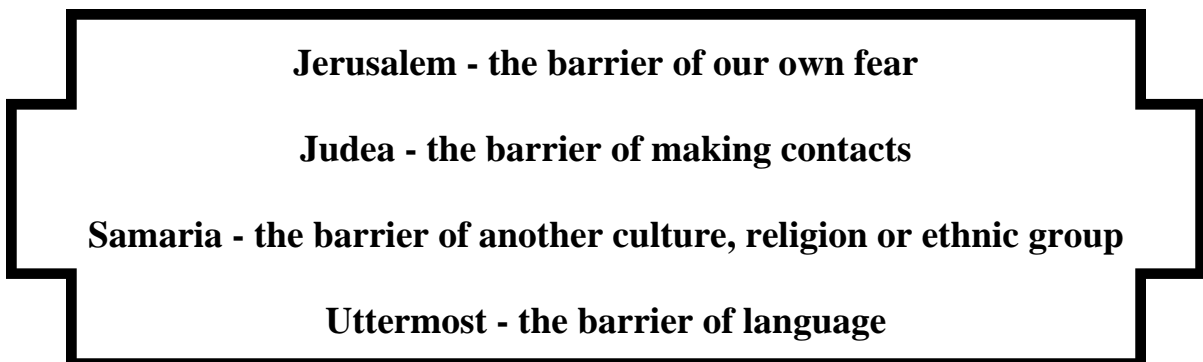 Jerusalem - the barrier of our own fear
Judea - the barrier of making contacts
Samaria - the barrier of another culture, religion or ethnic group
Uttermost - the barrier of language